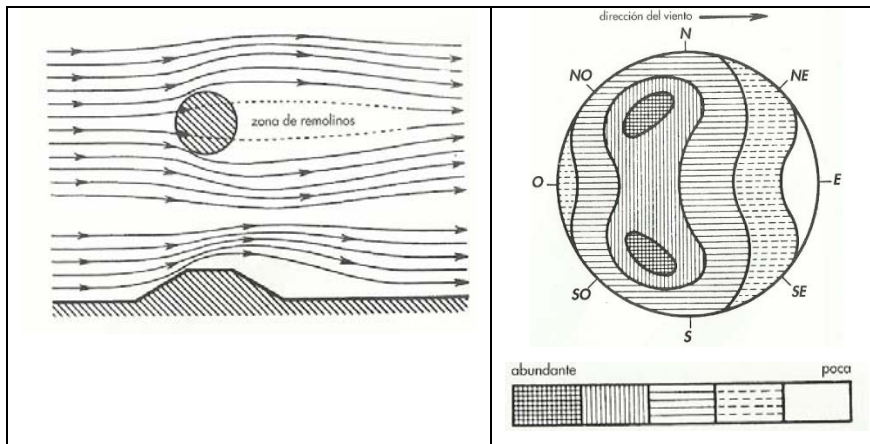 zona de remolinos
dirección del viento
N
NO
NE
O
E
SO
SE
S
abundante poca